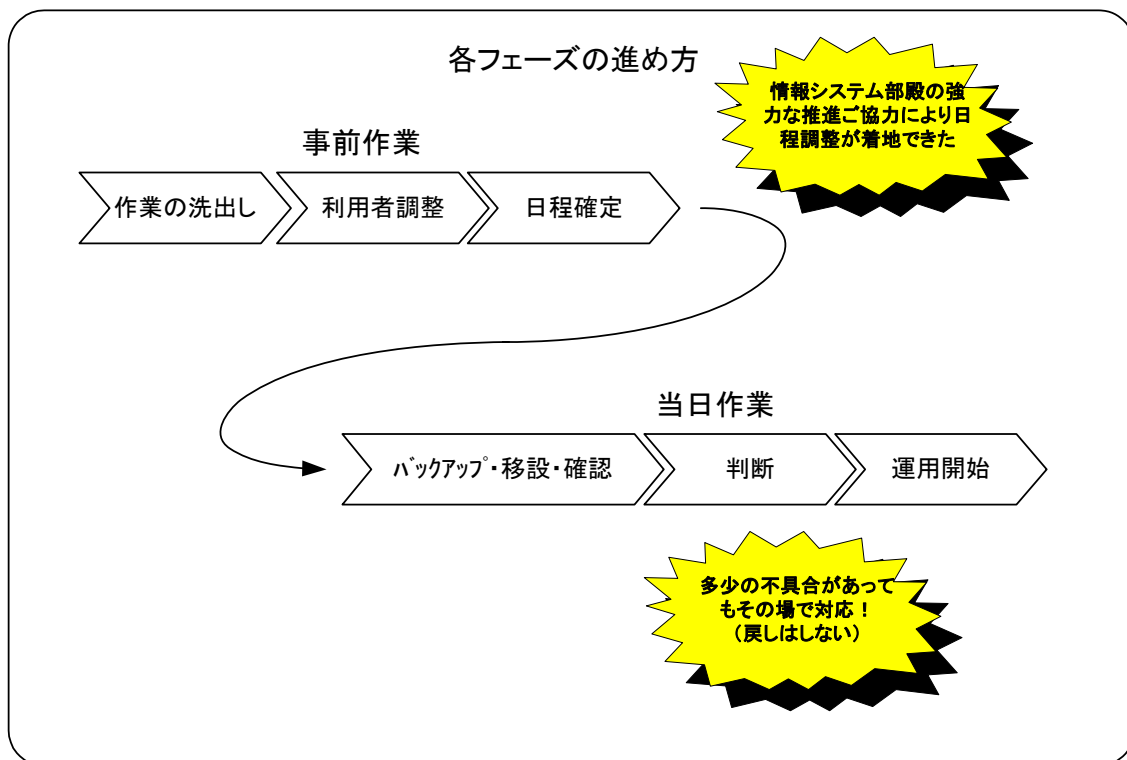 各フェーズの進め方
情報システム部殿の強
力な推進ご協力により日
程調整が着地できた
事前作業
作業の洗出し
利用者調整
日程確定
当日作業
ﾊﾞｯｸｱｯﾌﾟ・移設・確認
判断
運用開始
多少の不具合があって
もその場で対応！
（戻しはしない）